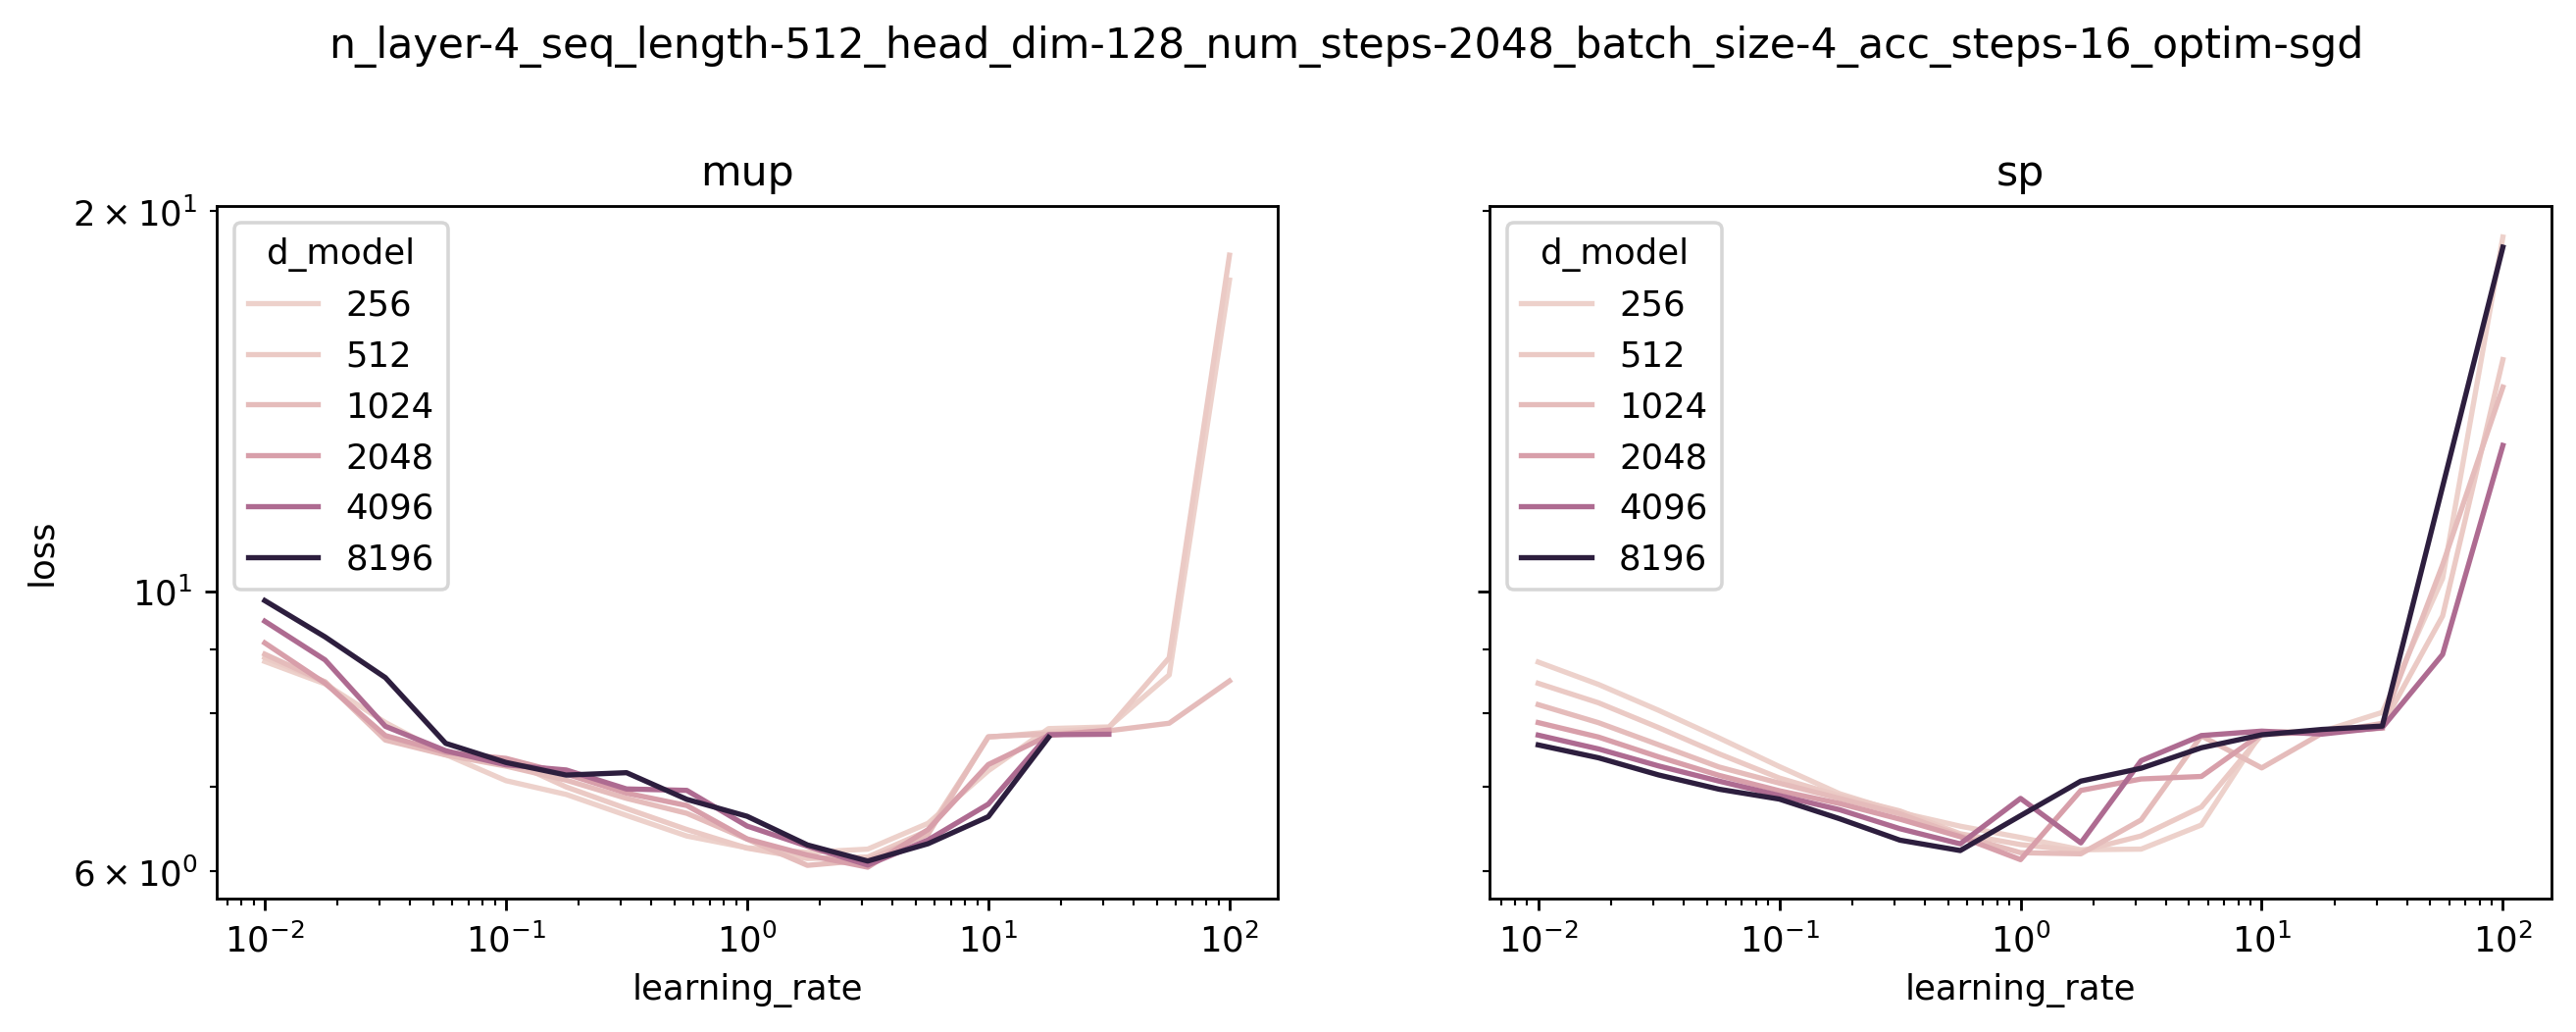 n_layer-4_seq_length-512_head_dim-128_num_steps-2048_batch_size-4_acc_steps-16_optim-sgd
mup
2 × 10¹
10¹
6 × 10⁰
loss
d_model
256
512
1024
2048
4096
8196
10⁻²
10⁻¹
10⁰
10¹
10²
learning_rate
sp
d_model
256
512
1024
2048
4096
8196
10⁻²
10⁻¹
10⁰
10¹
10²
learning_rate